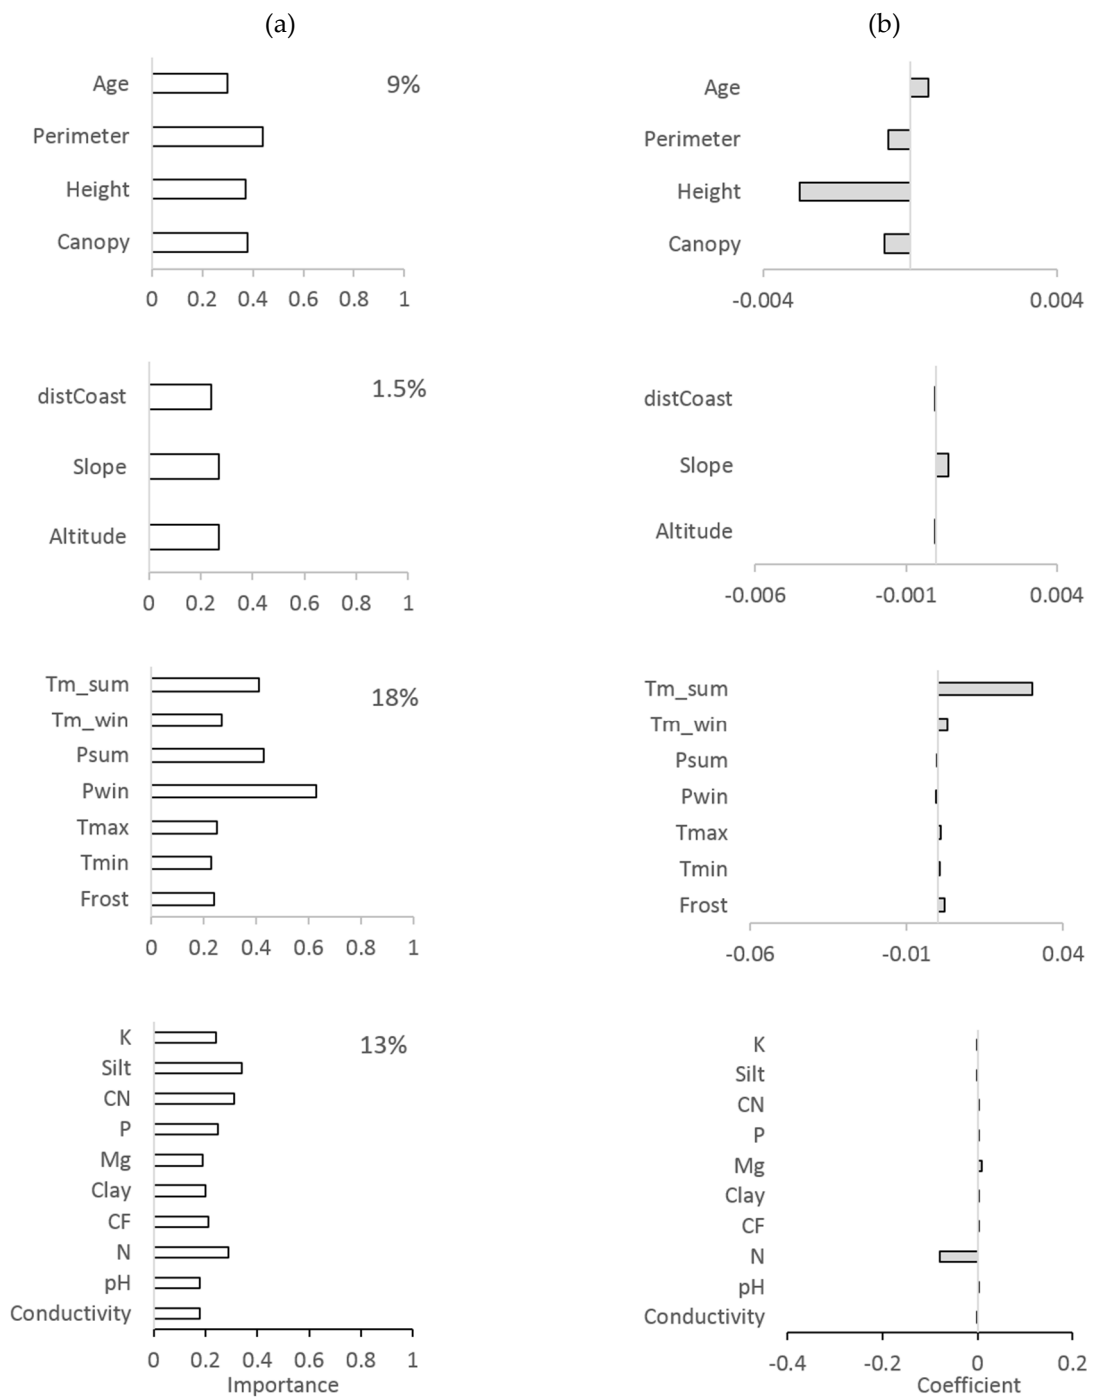 (a) (b)
Age 9% Age
Perimeter Perimeter
Height Height
Canopy Canopy
0 0.2 0.4 0.6 0.8 1 -0.004 0.004
distCoast 1.5% distCoast
Slope Slope
Altitude Altitude
0 0.2 0.4 0.6 0.8 1 -0.006 -0.001 0.004
Tm_sum 18% Tm_sum
Tm_win Tm_win
Psum Psum
Pwin Pwin
Tmax Tmax
Tmin Tmin
Frost Frost
0 0.2 0.4 0.6 0.8 1 -0.06 -0.01 0.04
K 13% K
Silt Silt
CN CN
P P
Mg Mg
Clay Clay
CF CF
N N
pH pH
Conductivity Conductivity
0 0.2 0.4 0.6 0.8 1 -0.4 -0.2 0 0.2
Importance Coefficient